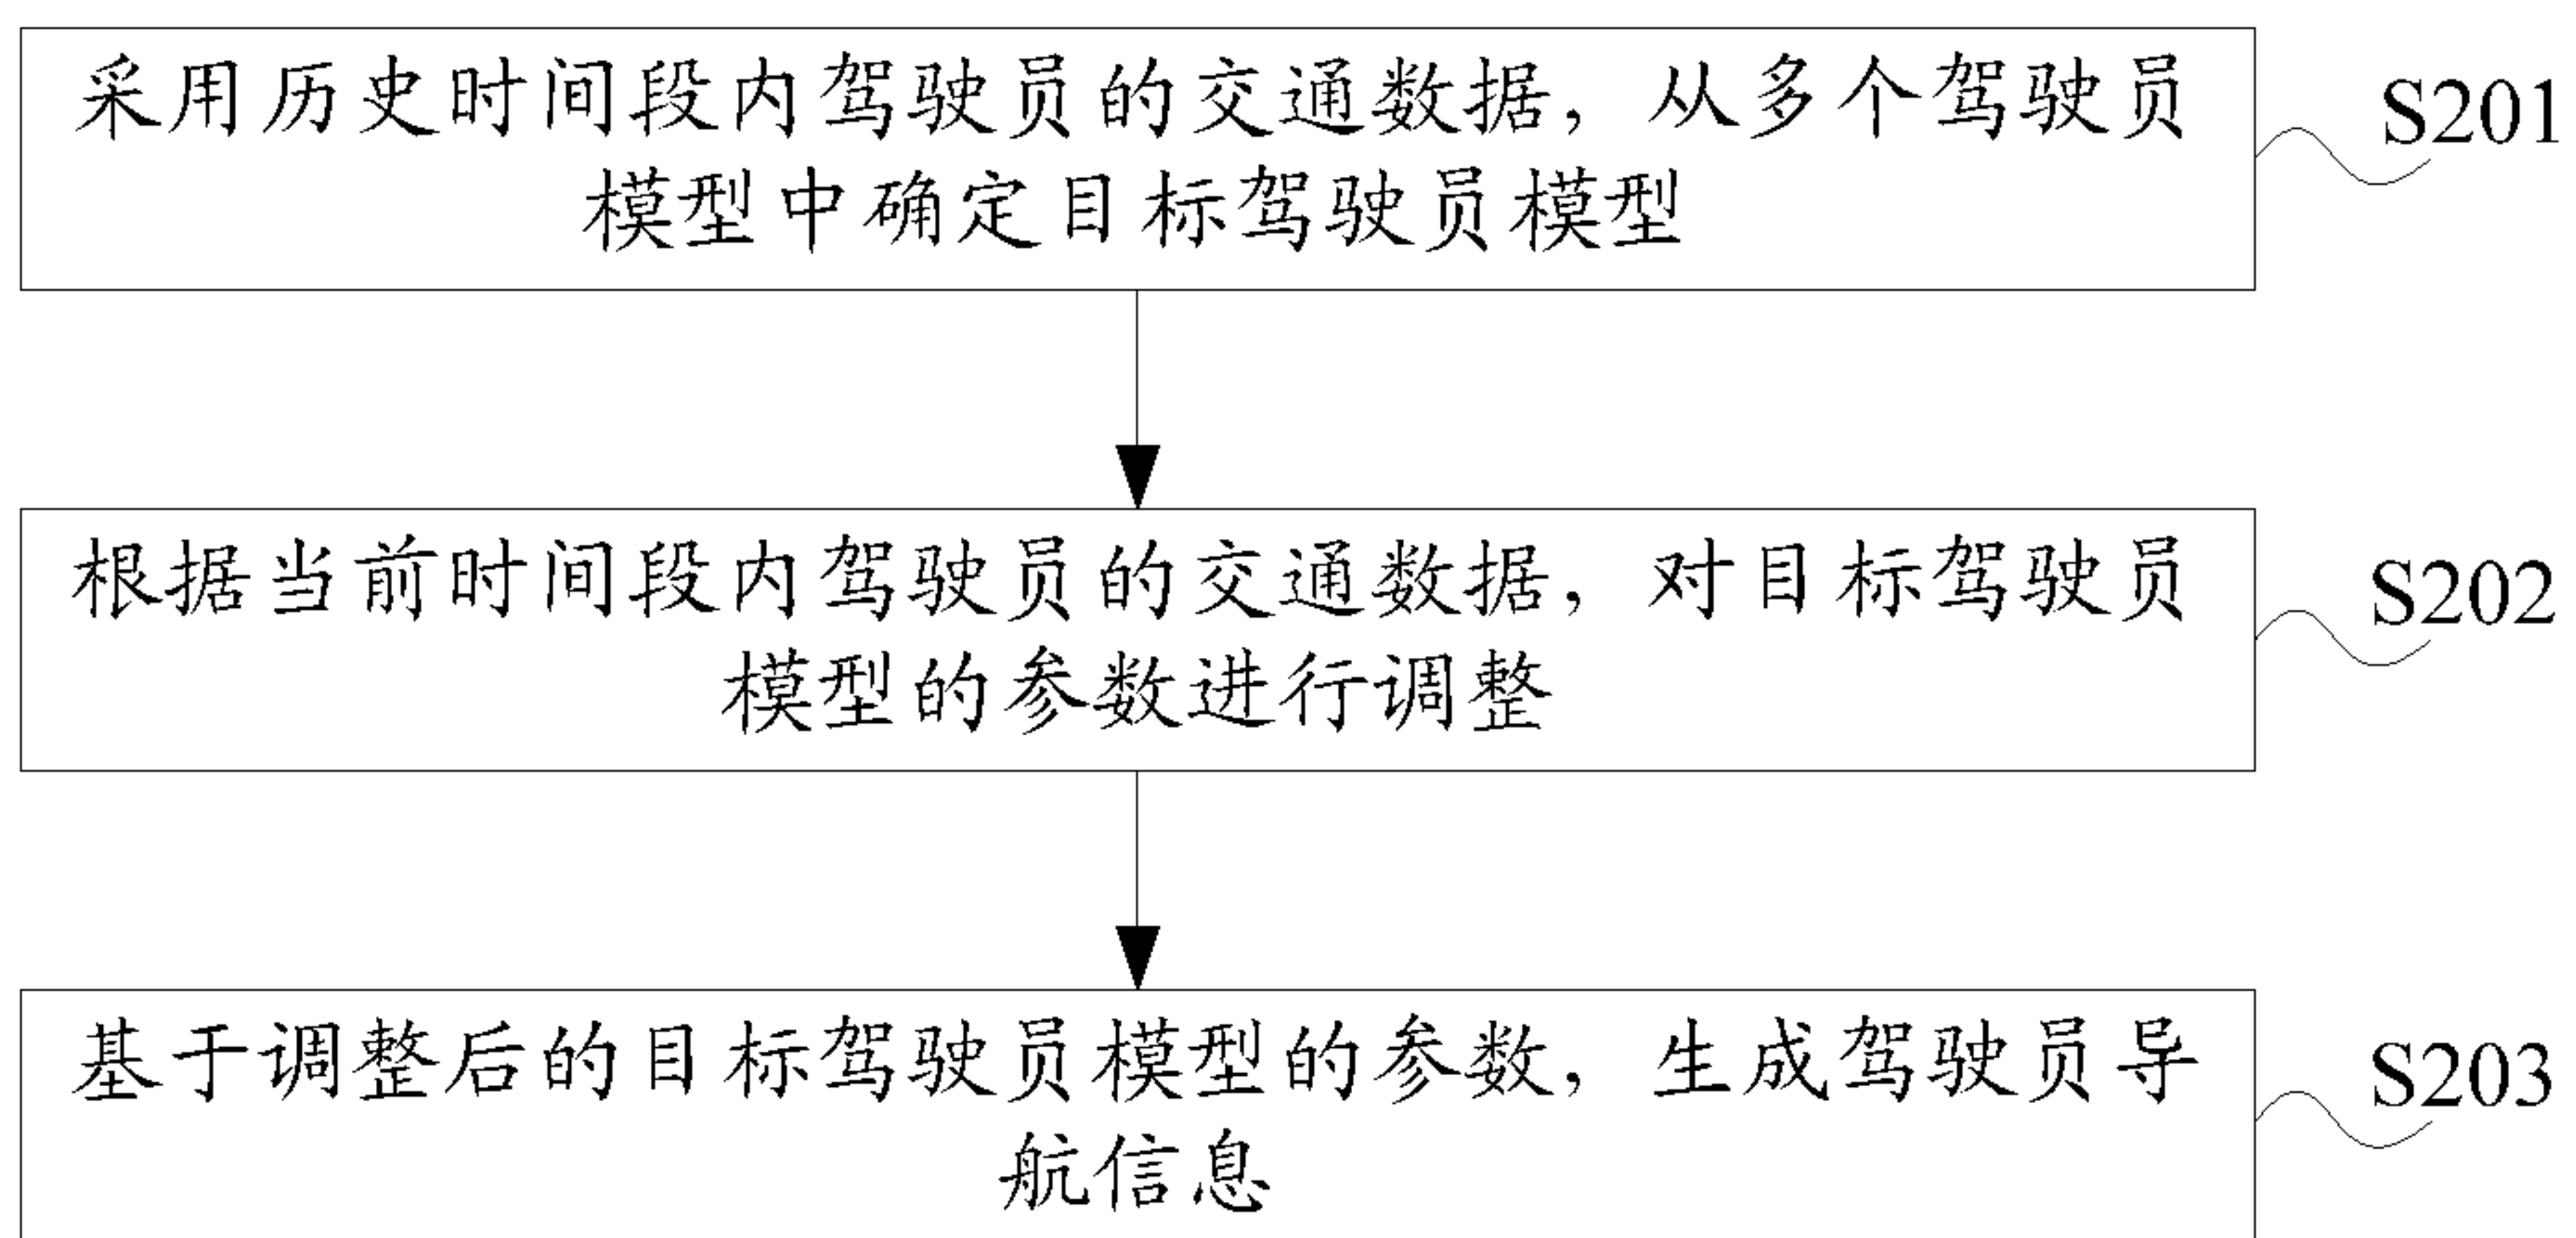 采用历史时间段内驾驶员的交通数据，从多个驾驶员
模型中确定目标驾驶员模型
S201
根据当前时间段内驾驶员的交通数据，对目标驾驶员
模型的参数进行调整
S202
基于调整后的目标驾驶员模型的参数，生成驾驶员导
航信息
S203